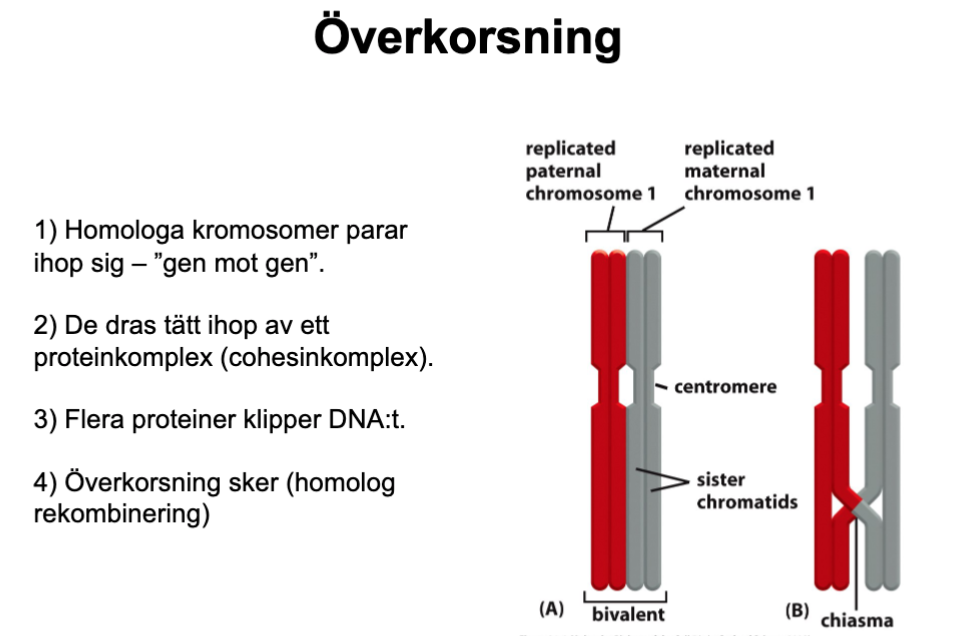 Överkorsning
1) Homologa kromosomer parar
ihop sig – ”gen mot gen”.
2) De dras tätt ihop av ett
proteinkomplex (cohesinkomplex).
3) Flera proteiner klipper DNA:t.
4) Överkorsning sker (homolog
rekombinering)
replicated
paternal
chromosome 1
replicated
maternal
chromosome 1
centromere
sister
chromatids
(A)
bivalent
(B)
chiasma